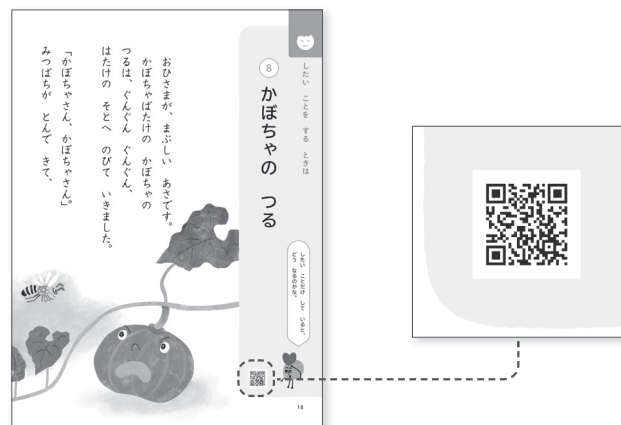 したい ことを する ときは
8
かぼちゃの つる
したい ことだけ して いると、
どう なるのかな。
おひさまが、まぶしい あさです。
かぼちゃばたけの かぼちゃの
つるは、ぐんぐん ぐんぐん、
はたけの そとへ のびて いきました。
「かぼちゃさん、かぼちゃさん」。
みつばちが とんで きて、
18